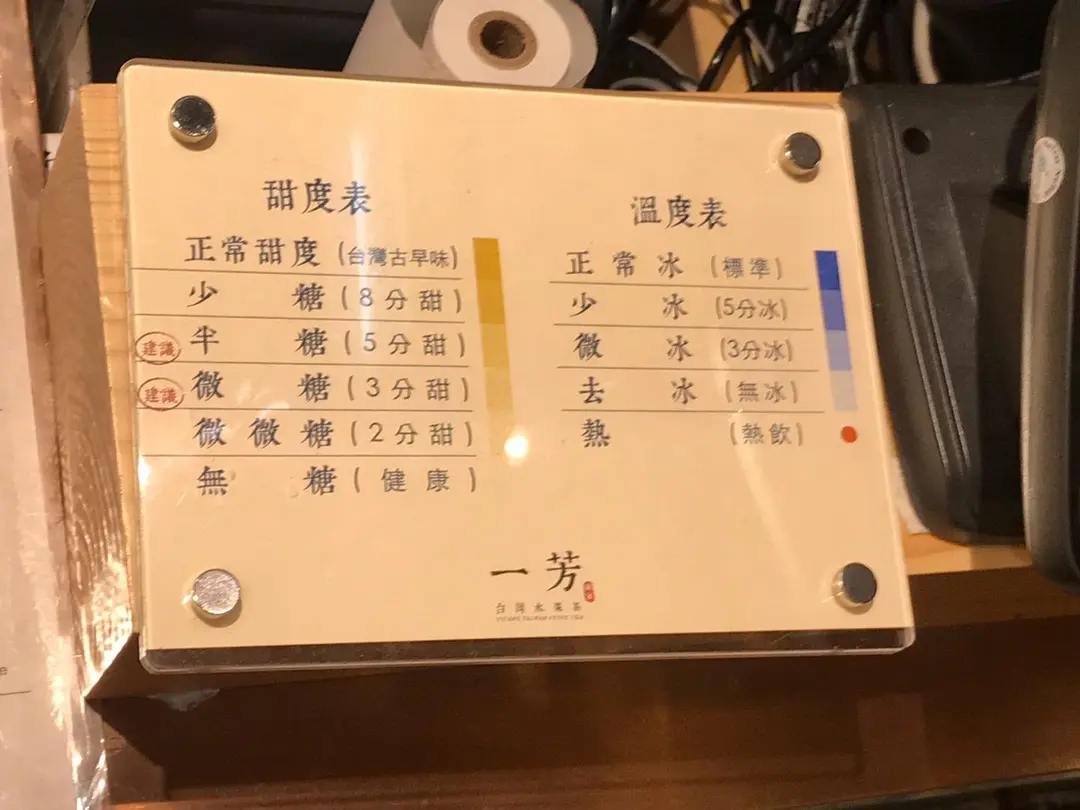 甜度表
正常甜度 (台灣古早味)
少 糖 (8分甜)
建議 半 糖 (5分甜)
建議 微 糖 (3分甜)
微微糖 (2分甜)
無 糖 (健康)
溫度表
正常冰 (標準)
少 冰 (5分冰)
微 冰 (3分冰)
去 冰 (無冰)
熱 (熱飲)
一芳
台灣水果茶